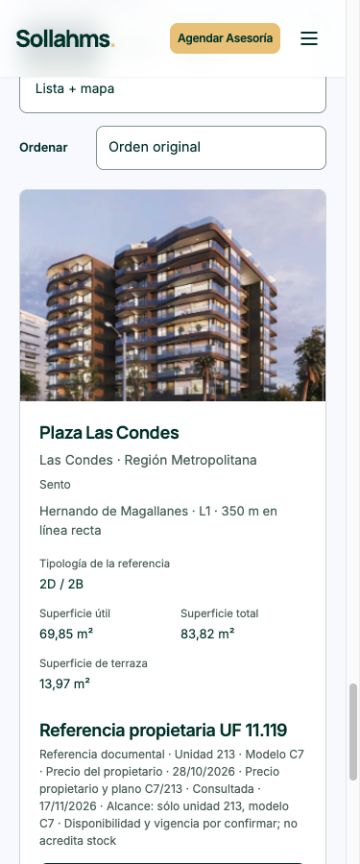 Sollahms.
Agendar Asesoría
Lista + mapa
Ordenar
Orden original
Plaza Las Condes
Las Condes · Región Metropolitana
Sento
Hernando de Magallanes · L1 · 350 m en
línea recta
Tipología de la referencia
2D / 2B
Superficie útil
Superficie total
69,85 m²
83,82 m²
Superficie de terraza
13,97 m²
Referencia propietaria UF 11.119
Referencia documental · Unidad 213 · Modelo C7
· Precio del propietario · 28/10/2026 · Precio
propietario y plano C7/213 · Consultada ·
17/11/2026 · Alcance: sólo unidad 213, modelo
C7 · Disponibilidad y vigencia por confirmar; no
acredita stock